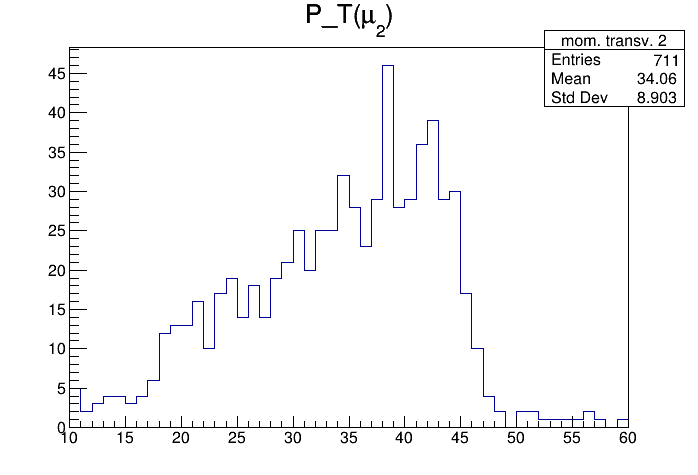 P_T(μ₂)
mom. transv. 2
Entries 711
Mean 34.06
Std Dev 8.903
45
40
35
30
25
20
15
10
5
0
10 15 20 25 30 35 40 45 50 55 60